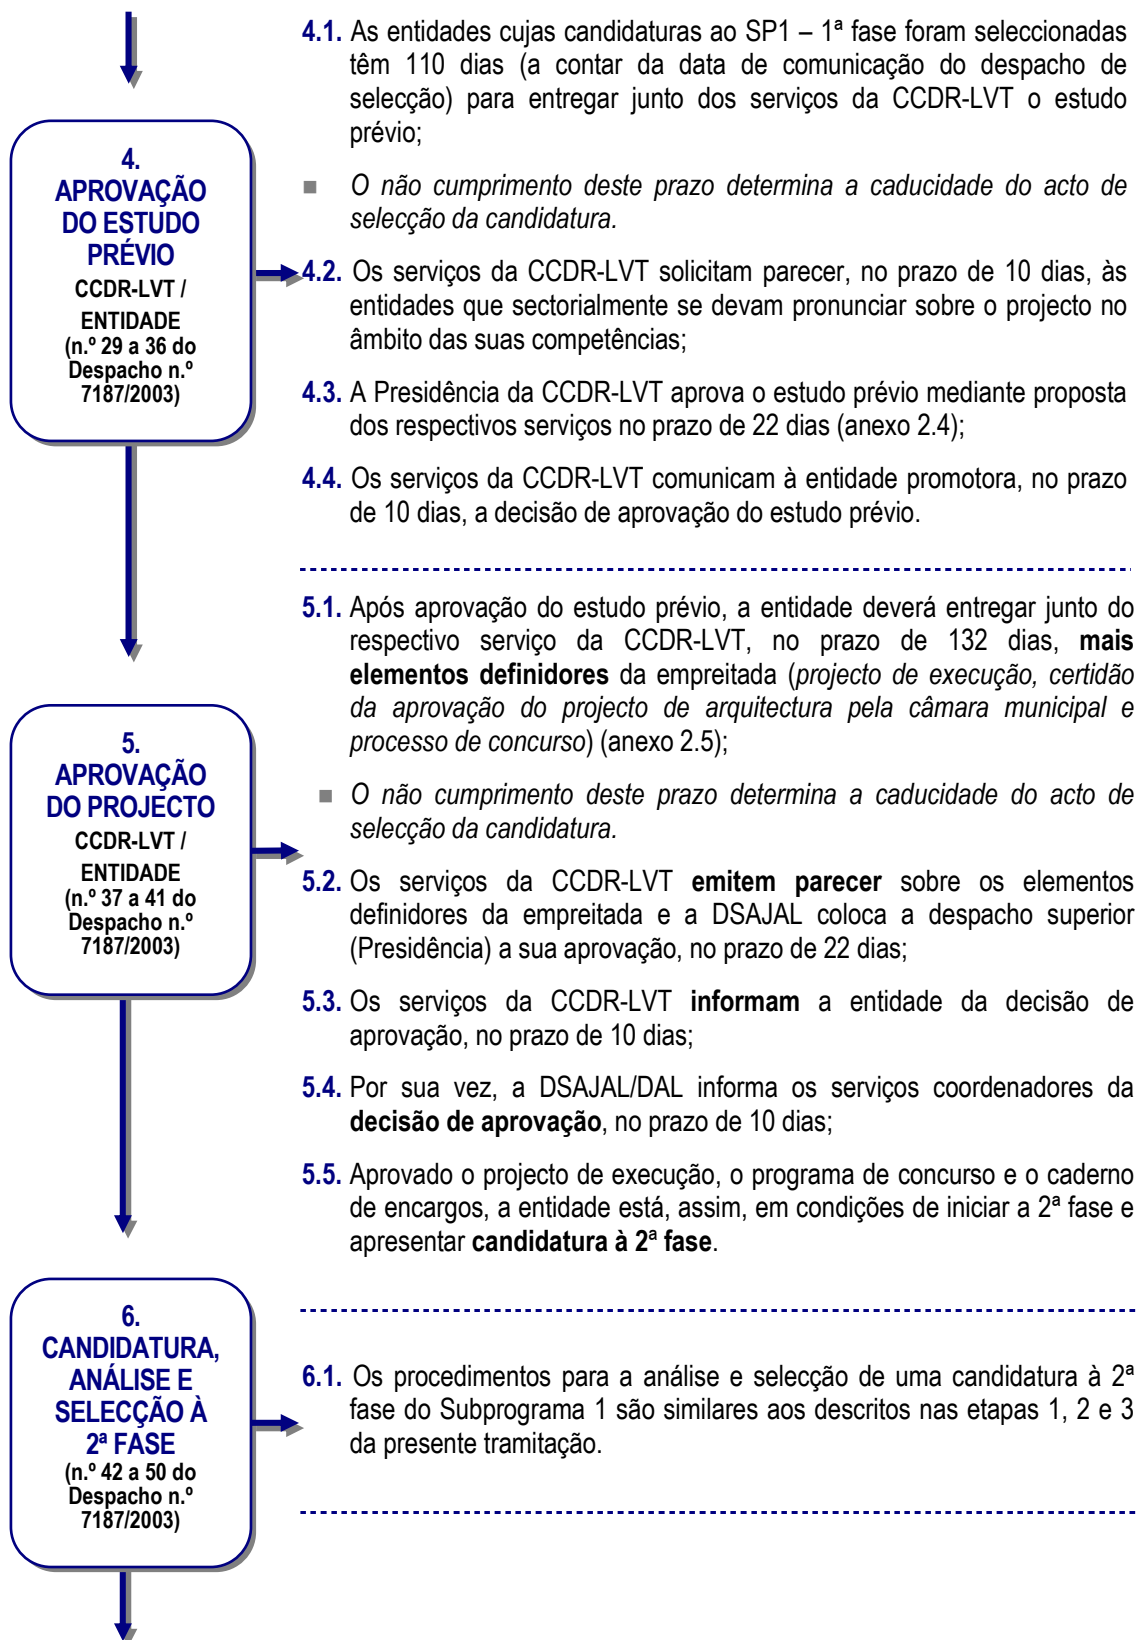 4.1. As entidades cujas candidaturas ao SP1 – 1ª fase foram seleccionadas
têm 110 dias (a contar da data de comunicação do despacho de
selecção) para entregar junto dos serviços da CCDR-LVT o estudo
prévio;
4.
APROVAÇÃO
DO ESTUDO
PRÉVIO
CCDR-LVT /
ENTIDADE
(n.º 29 a 36 do
Despacho n.º
7187/2003)
■ O não cumprimento deste prazo determina a caducidade do acto de
selecção da candidatura.
4.2. Os serviços da CCDR-LVT solicitam parecer, no prazo de 10 dias, às
entidades que sectorialmente se devam pronunciar sobre o projecto no
âmbito das suas competências;
4.3. A Presidência da CCDR-LVT aprova o estudo prévio mediante proposta
dos respectivos serviços no prazo de 22 dias (anexo 2.4);
4.4. Os serviços da CCDR-LVT comunicam à entidade promotora, no prazo
de 10 dias, a decisão de aprovação do estudo prévio.
5.1. Após aprovação do estudo prévio, a entidade deverá entregar junto do
respectivo serviço da CCDR-LVT, no prazo de 132 dias, mais
elementos definidores da empreitada (projecto de execução, certidão
da aprovação do projecto de arquitectura pela câmara municipal e
processo de concurso) (anexo 2.5);
5.
APROVAÇÃO
DO PROJECTO
CCDR-LVT /
ENTIDADE
(n.º 37 a 41 do
Despacho n.º
7187/2003)
■ O não cumprimento deste prazo determina a caducidade do acto de
selecção da candidatura.
5.2. Os serviços da CCDR-LVT emitem parecer sobre os elementos
definidores da empreitada e a DSAJAL coloca a despacho superior
(Presidência) a sua aprovação, no prazo de 22 dias;
5.3. Os serviços da CCDR-LVT informam a entidade da decisão de
aprovação, no prazo de 10 dias;
5.4. Por sua vez, a DSAJAL/DAL informa os serviços coordenadores da
decisão de aprovação, no prazo de 10 dias;
5.5. Aprovado o projecto de execução, o programa de concurso e o caderno
de encargos, a entidade está, assim, em condições de iniciar a 2ª fase e
apresentar candidatura à 2ª fase.
6.
CANDIDATURA,
ANÁLISE E
SELECÇÃO À
2ª FASE
(n.º 42 a 50 do
Despacho n.º
7187/2003)
6.1. Os procedimentos para a análise e selecção de uma candidatura à 2ª
fase do Subprograma 1 são similares aos descritos nas etapas 1, 2 e 3
da presente tramitação.